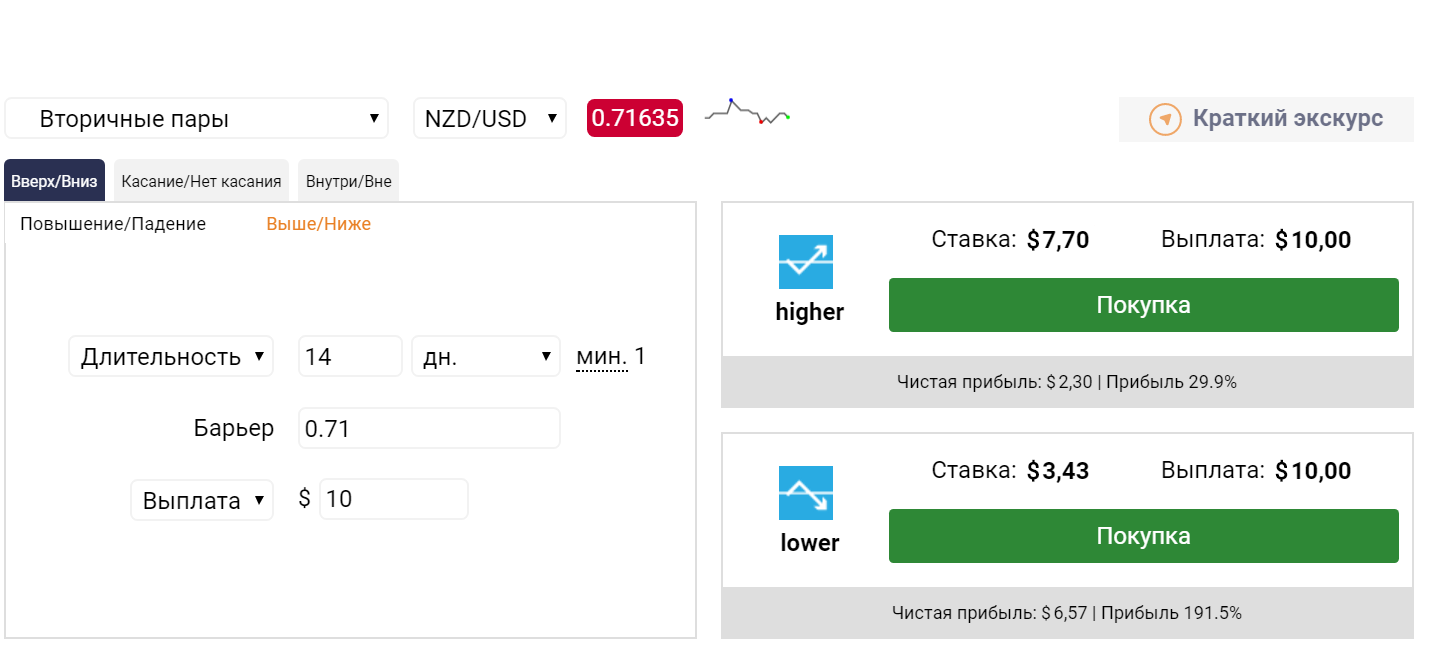 Вторичные пары NZD/USD 0.71635 Краткий экскурс
Вверх/Вниз Касание/Нет касания Внутри/Вне
Повышение/Падение Выше/Ниже
Длительность 14 дн. мин. 1
Барьер 0.71
Выплата $ 10
Ставка: $7,70 Выплата: $10,00
Покупка
higher
Чистая прибыль: $2,30 | Прибыль 29.9%
Ставка: $3,43 Выплата: $10,00
Покупка
lower
Чистая прибыль: $6,57 | Прибыль 191.5%